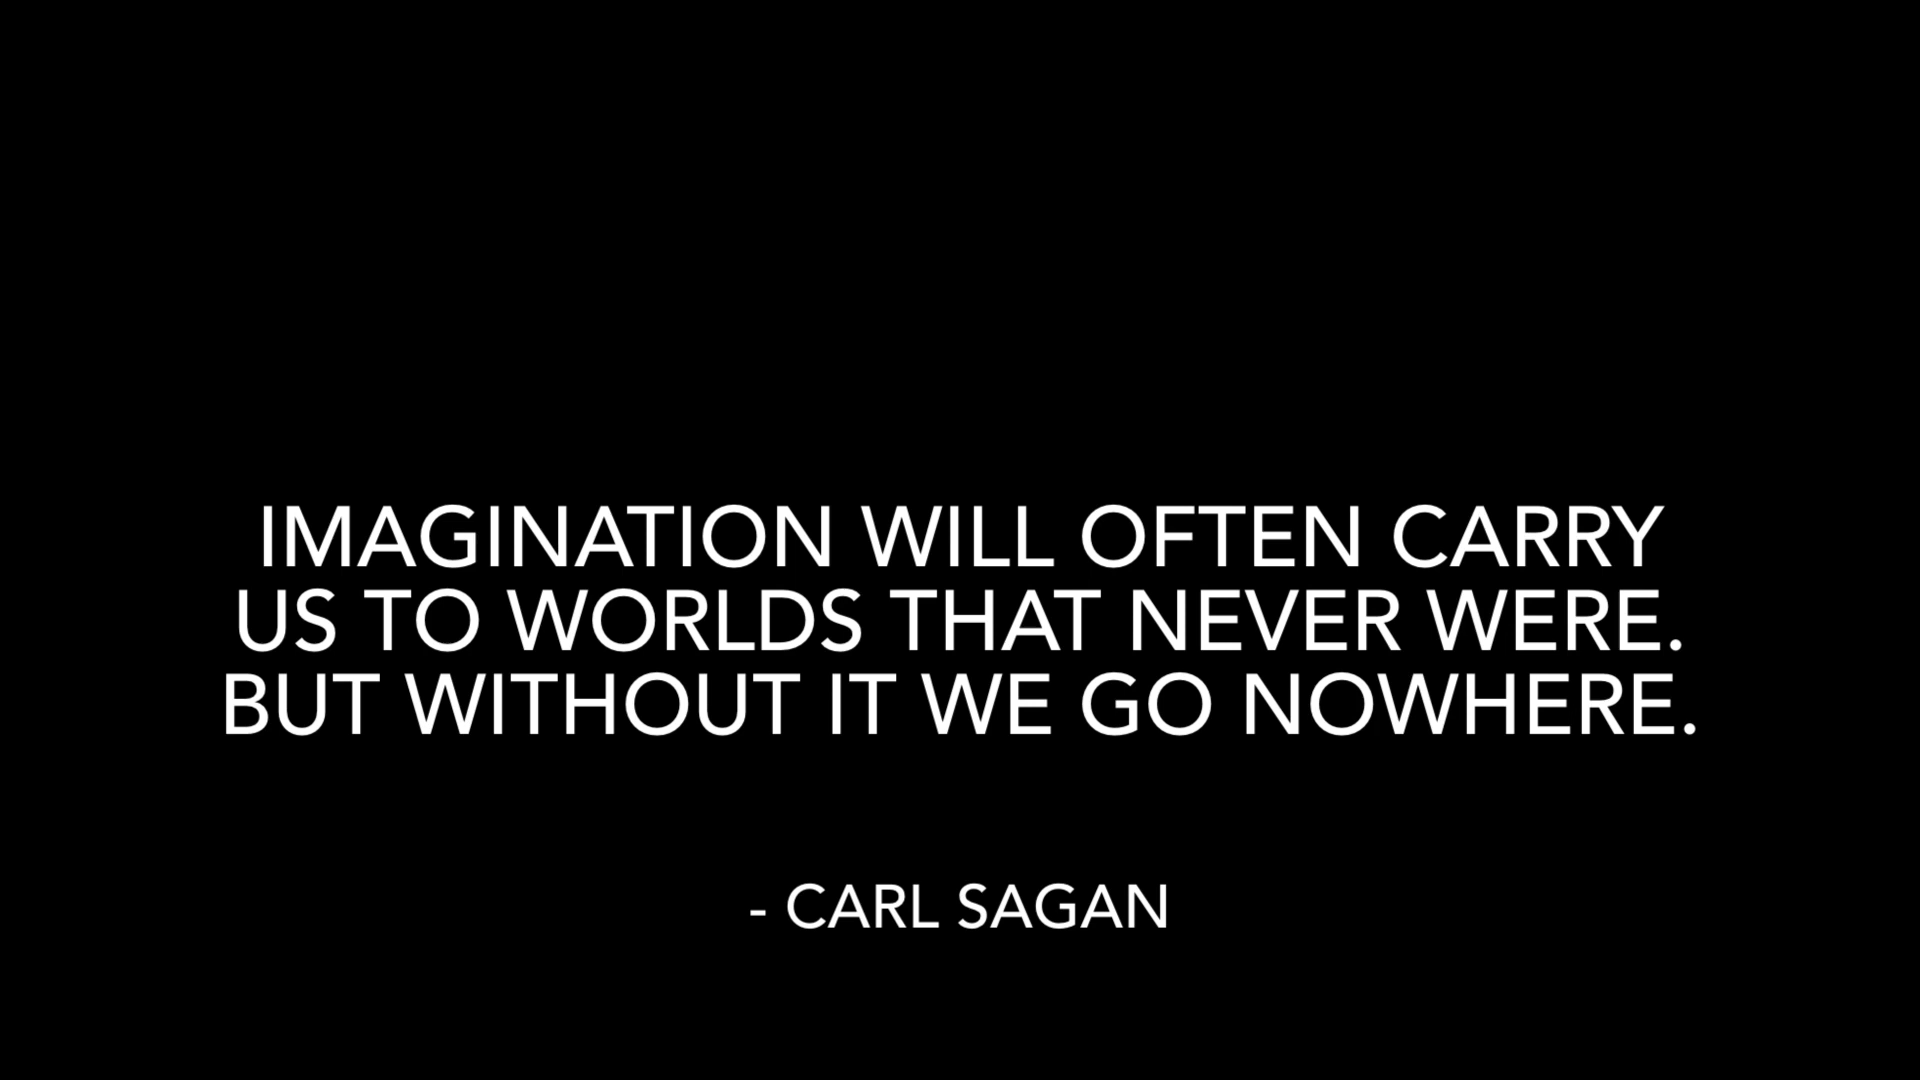 IMAGINATION WILL OFTEN CARRY
US TO WORLDS THAT NEVER WERE.
BUT WITHOUT IT WE GO NOWHERE.
- CARL SAGAN